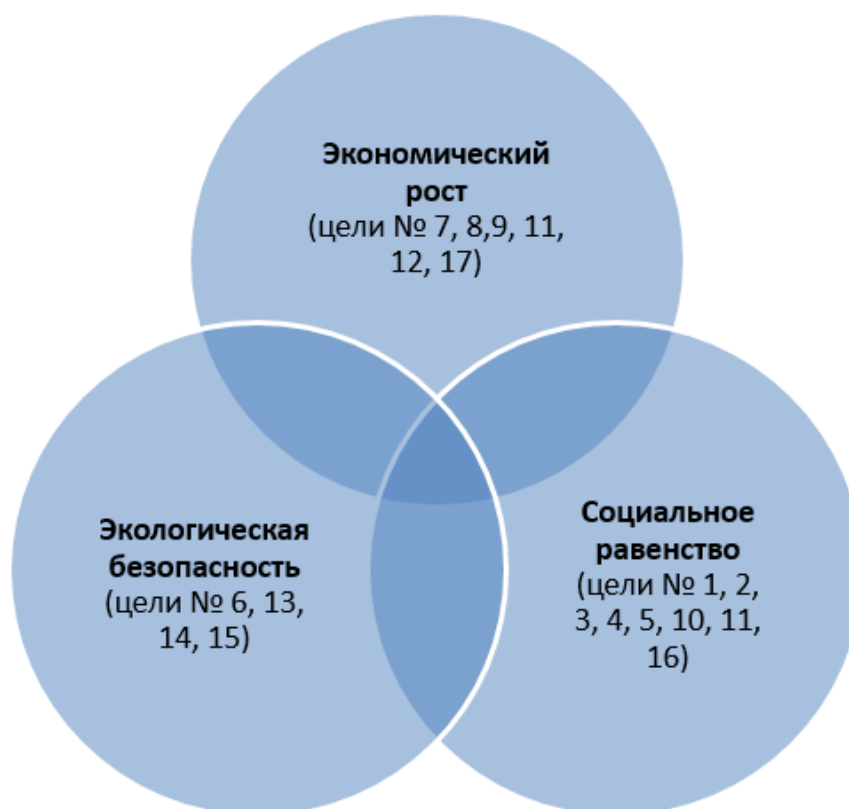 Экономический
рост
(цели № 7, 8,9, 11,
12, 17)
Экологическая
безопасность
(цели № 6, 13,
14, 15)
Социальное
равенство
(цели № 1, 2,
3, 4, 5, 10, 11,
16)